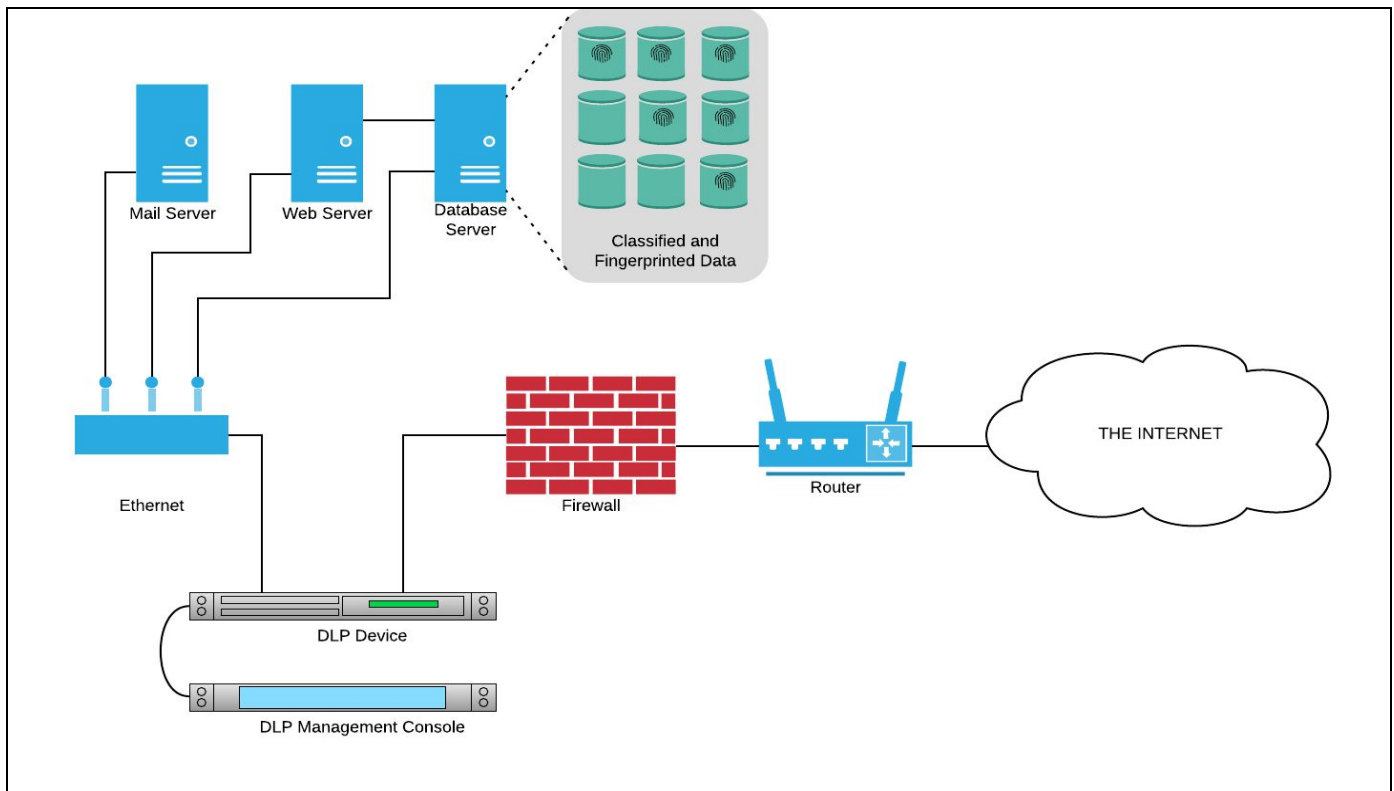 Mail Server
Web Server
Database
Server
Classified and
Fingerprinted Data
Ethernet
Firewall
Router
THE INTERNET
DLP Device
DLP Management Console